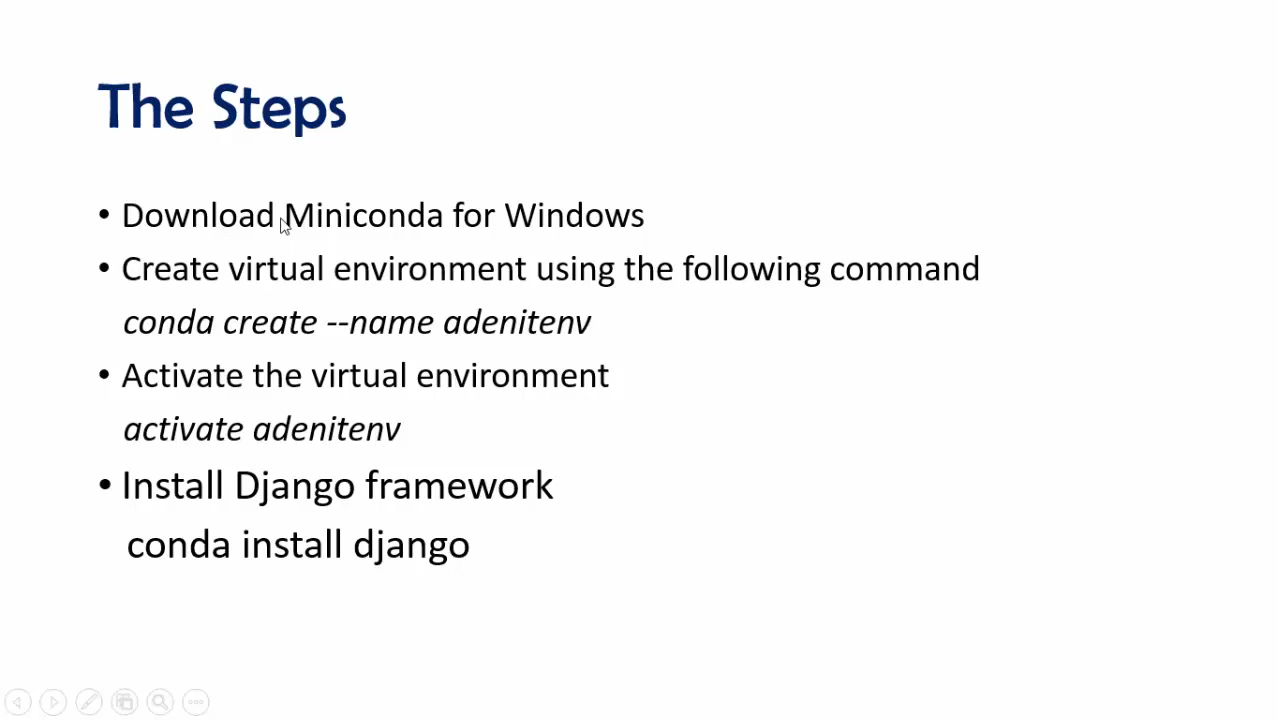 The Steps
• Download Miniconda for Windows
• Create virtual environment using the following command
conda create --name adenitenv
• Activate the virtual environment
activate adenitenv
• Install Django framework
conda install django